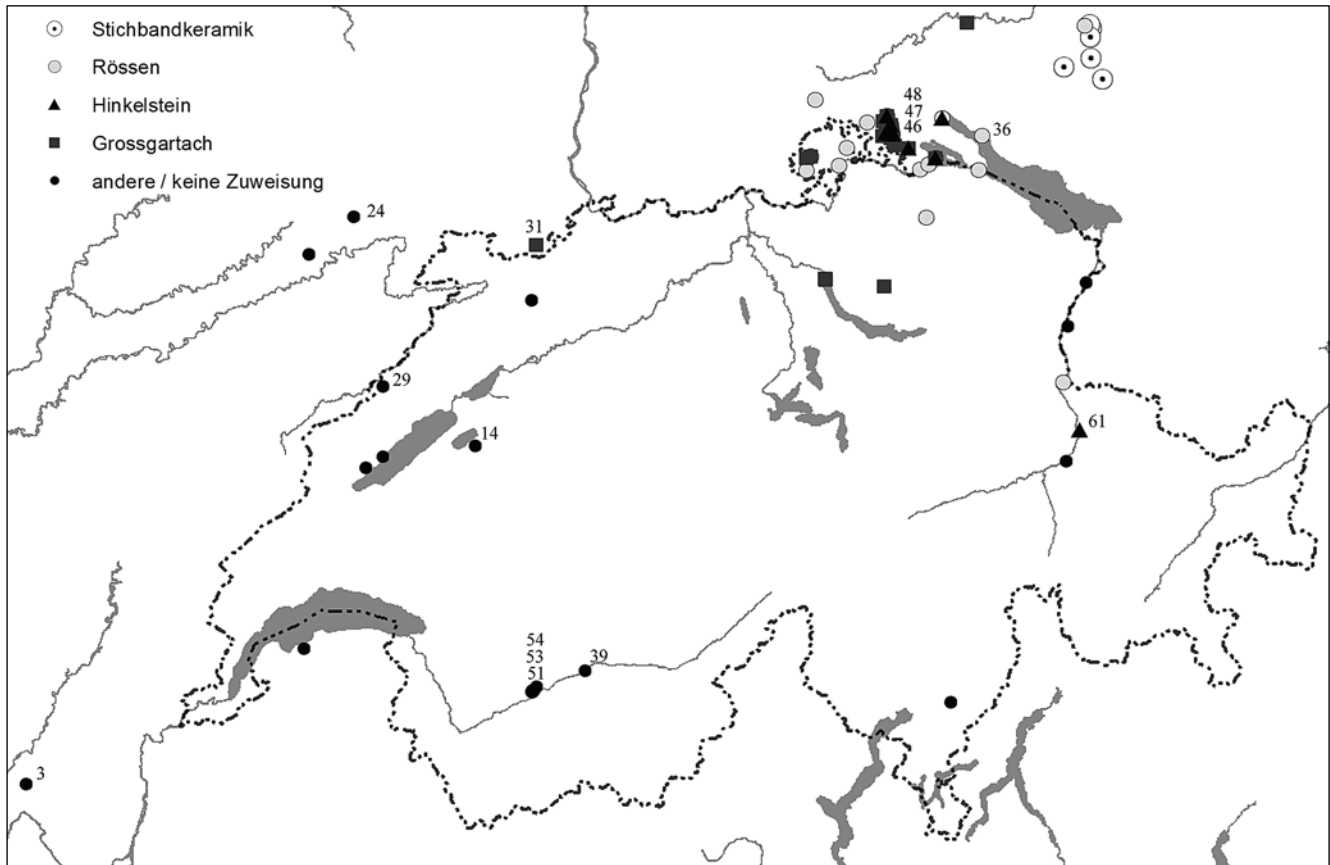 Stichbandkeramik
Rössen
Hinkelstein
Grossgartach
andere / keine Zuweisung
48
47
46
36
24
31
29
14
61
54
53
51
39
3